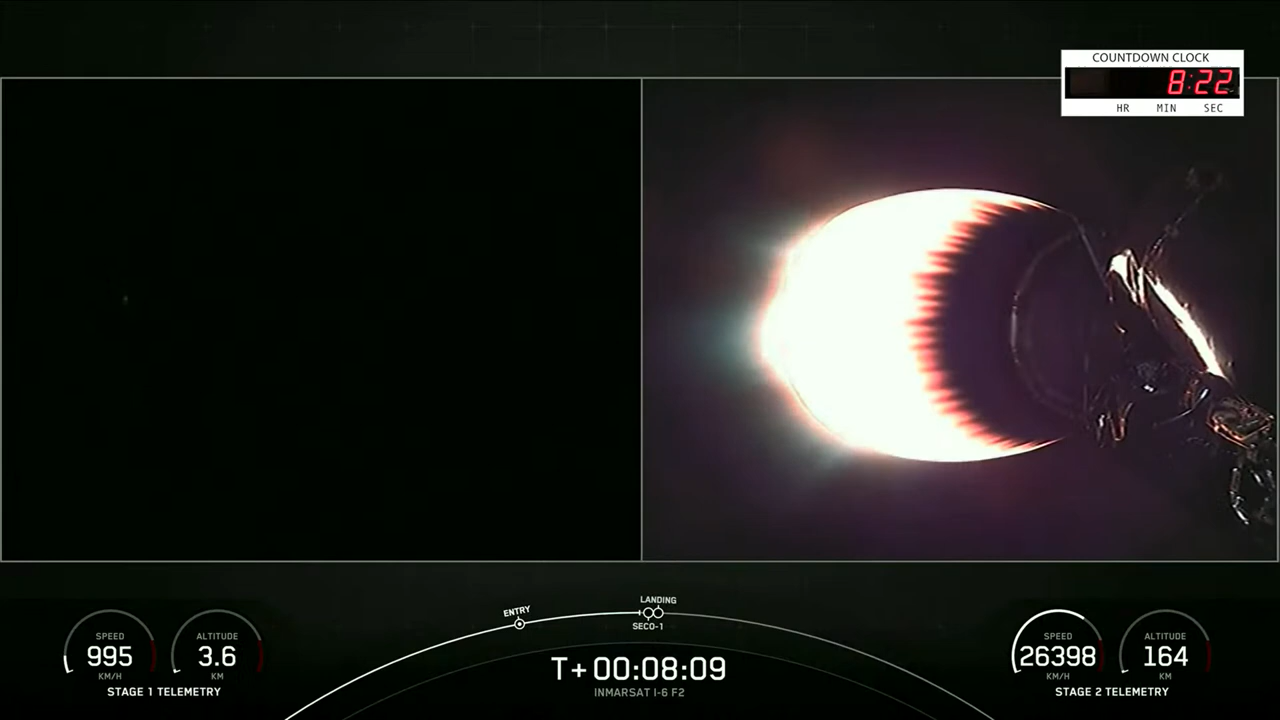 COUNTDOWN CLOCK
8:22
HR MIN SEC
ENTRY
LANDING
SECO-1
SPEED
995
KM/H
ALTITUDE
3.6
KM
STAGE 1 TELEMETRY
T+00:08:09
INMARSAT I-6 F2
SPEED
26398
KM/H
ALTITUDE
164
KM
STAGE 2 TELEMETRY